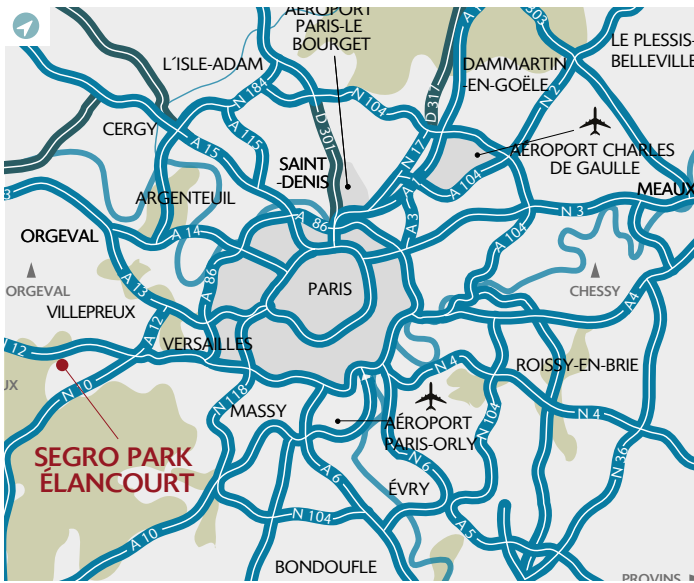 AÉROPORT
PARIS-LE
BOURGET
303
LE PLESSIS-
BELLEVILLE
L'ISLE-ADAM
DAMMARTIN
-EN-GOËLE
N 184
N 104
D 301
D 317
N 2
CERGY
A 115
A 15
N 17
A 1
SAINT
-DENIS
AÉROPORT CHARLES
DE GAULLE
A 104
MEAUX
ARGENTEUIL
A 86
A 3
N 3
ORGEVAL
A 14
A 104
ORGEVAL
A 13
A 86
PARIS
CHESSY
A4
VILLEPREUX
A 12
VERSAILLES
N 12
N 10
N 118
MASSY
N 4
ROISSY-EN-BRIE
N 4
AÉROPORT
PARIS-ORLY
N 104
SEGRO PARK
ÉLANCOURT
A 6
N 6
N 36
ÉVRY
N 104
A 5
A 10
BONDOUFLE
PROVINS